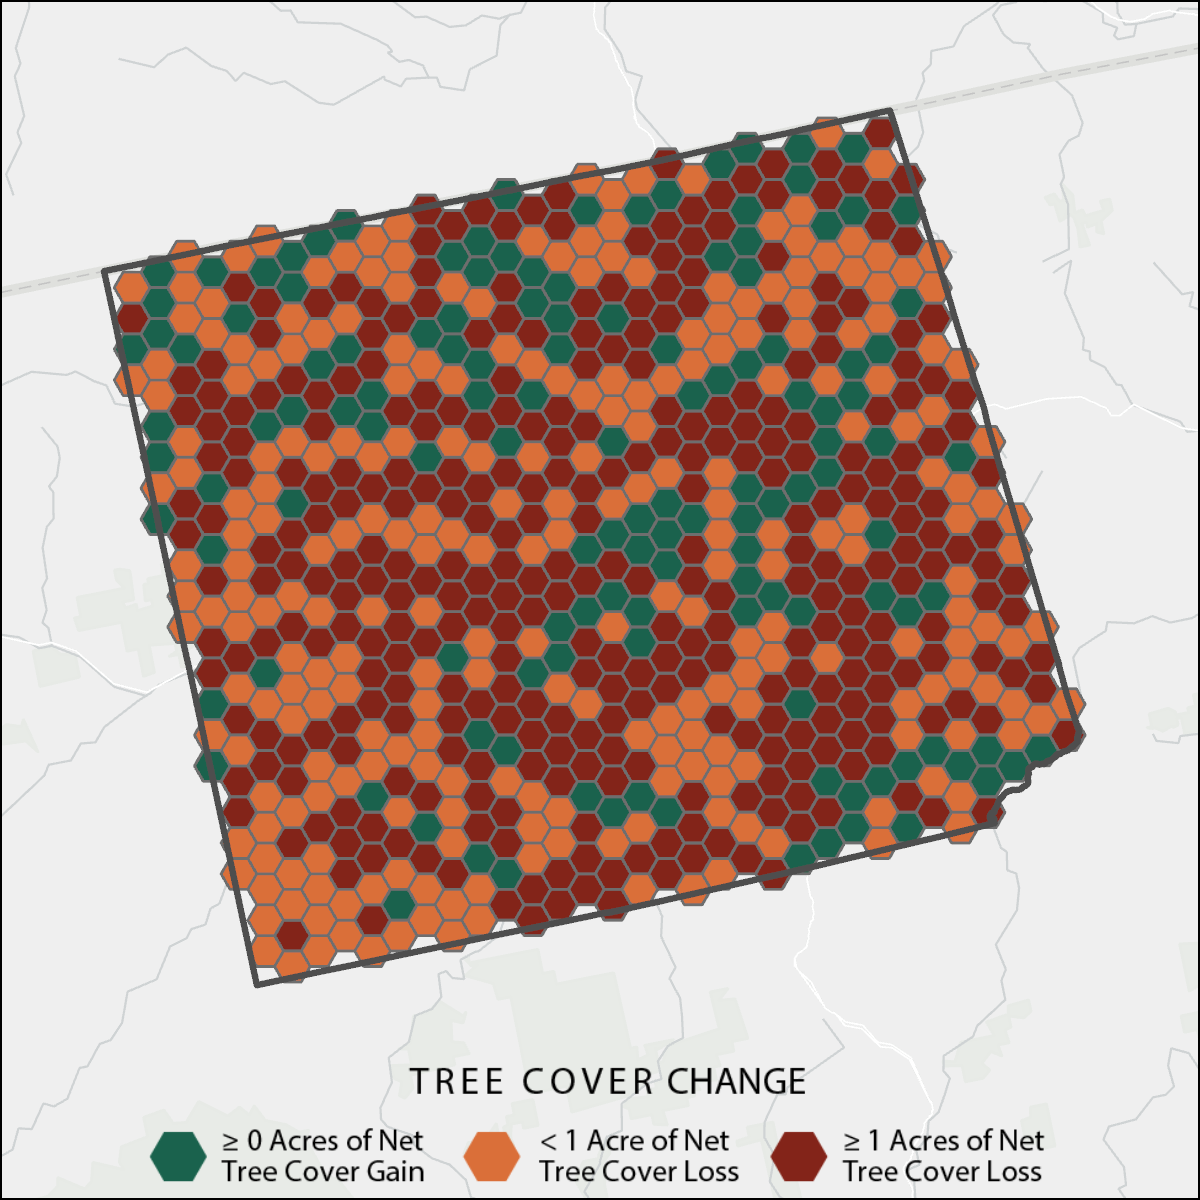 TREE COVER CHANGE
≥ 0 Acres of Net
Tree Cover Gain
< 1 Acre of Net
Tree Cover Loss
≥ 1 Acres of Net
Tree Cover Loss